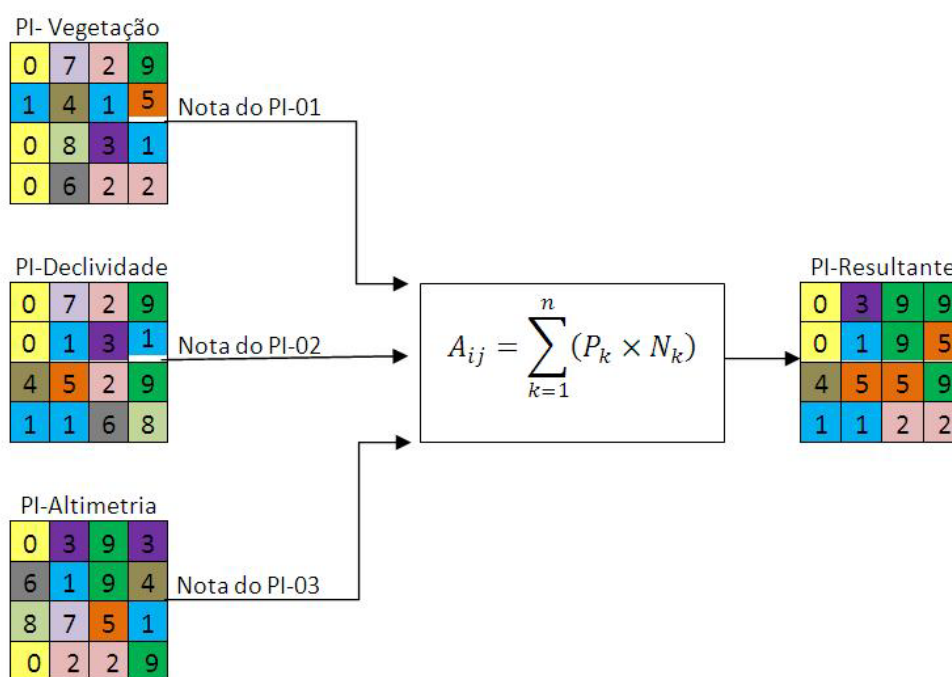 PI- Vegetação
0 7 2 9
1 4 1 5
0 8 3 1
0 6 2 2
Nota do PI-01
PI-Declividade
0 7 2 9
0 1 3 1
4 5 2 9
1 1 6 8
Nota do PI-02
PI-Altimetria
0 3 9 3
6 1 9 4
8 7 5 1
0 2 2 9
Nota do PI-03
n
A_{ij} = ∑(P_k × N_k)
k=1
PI-Resultante
0 3 9 9
0 1 9 5
4 5 5 9
1 1 2 2